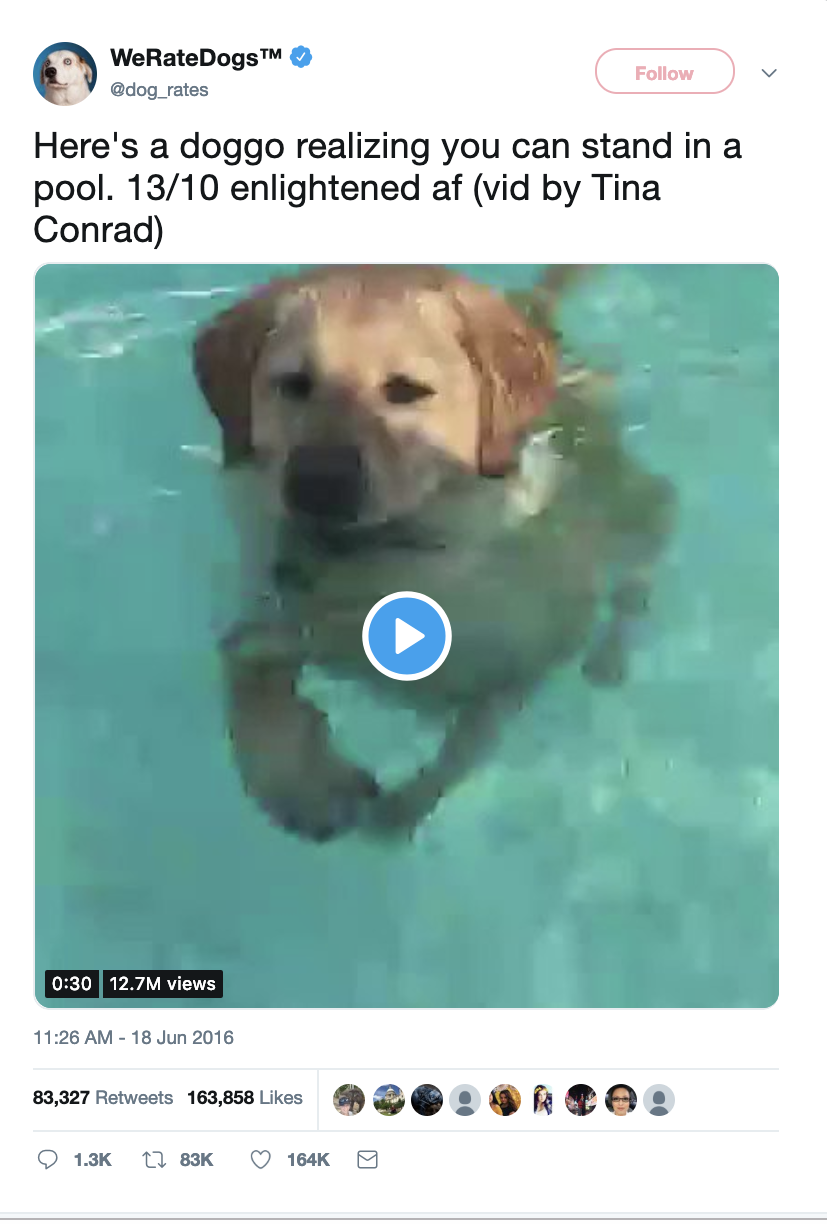 WeRateDogs™
@dog_rates
Follow
Here's a doggo realizing you can stand in a
pool. 13/10 enlightened af (vid by Tina
Conrad)
0:30 12.7M views
11:26 AM - 18 Jun 2016
83,327 Retweets 163,858 Likes
1.3K 83K 164K